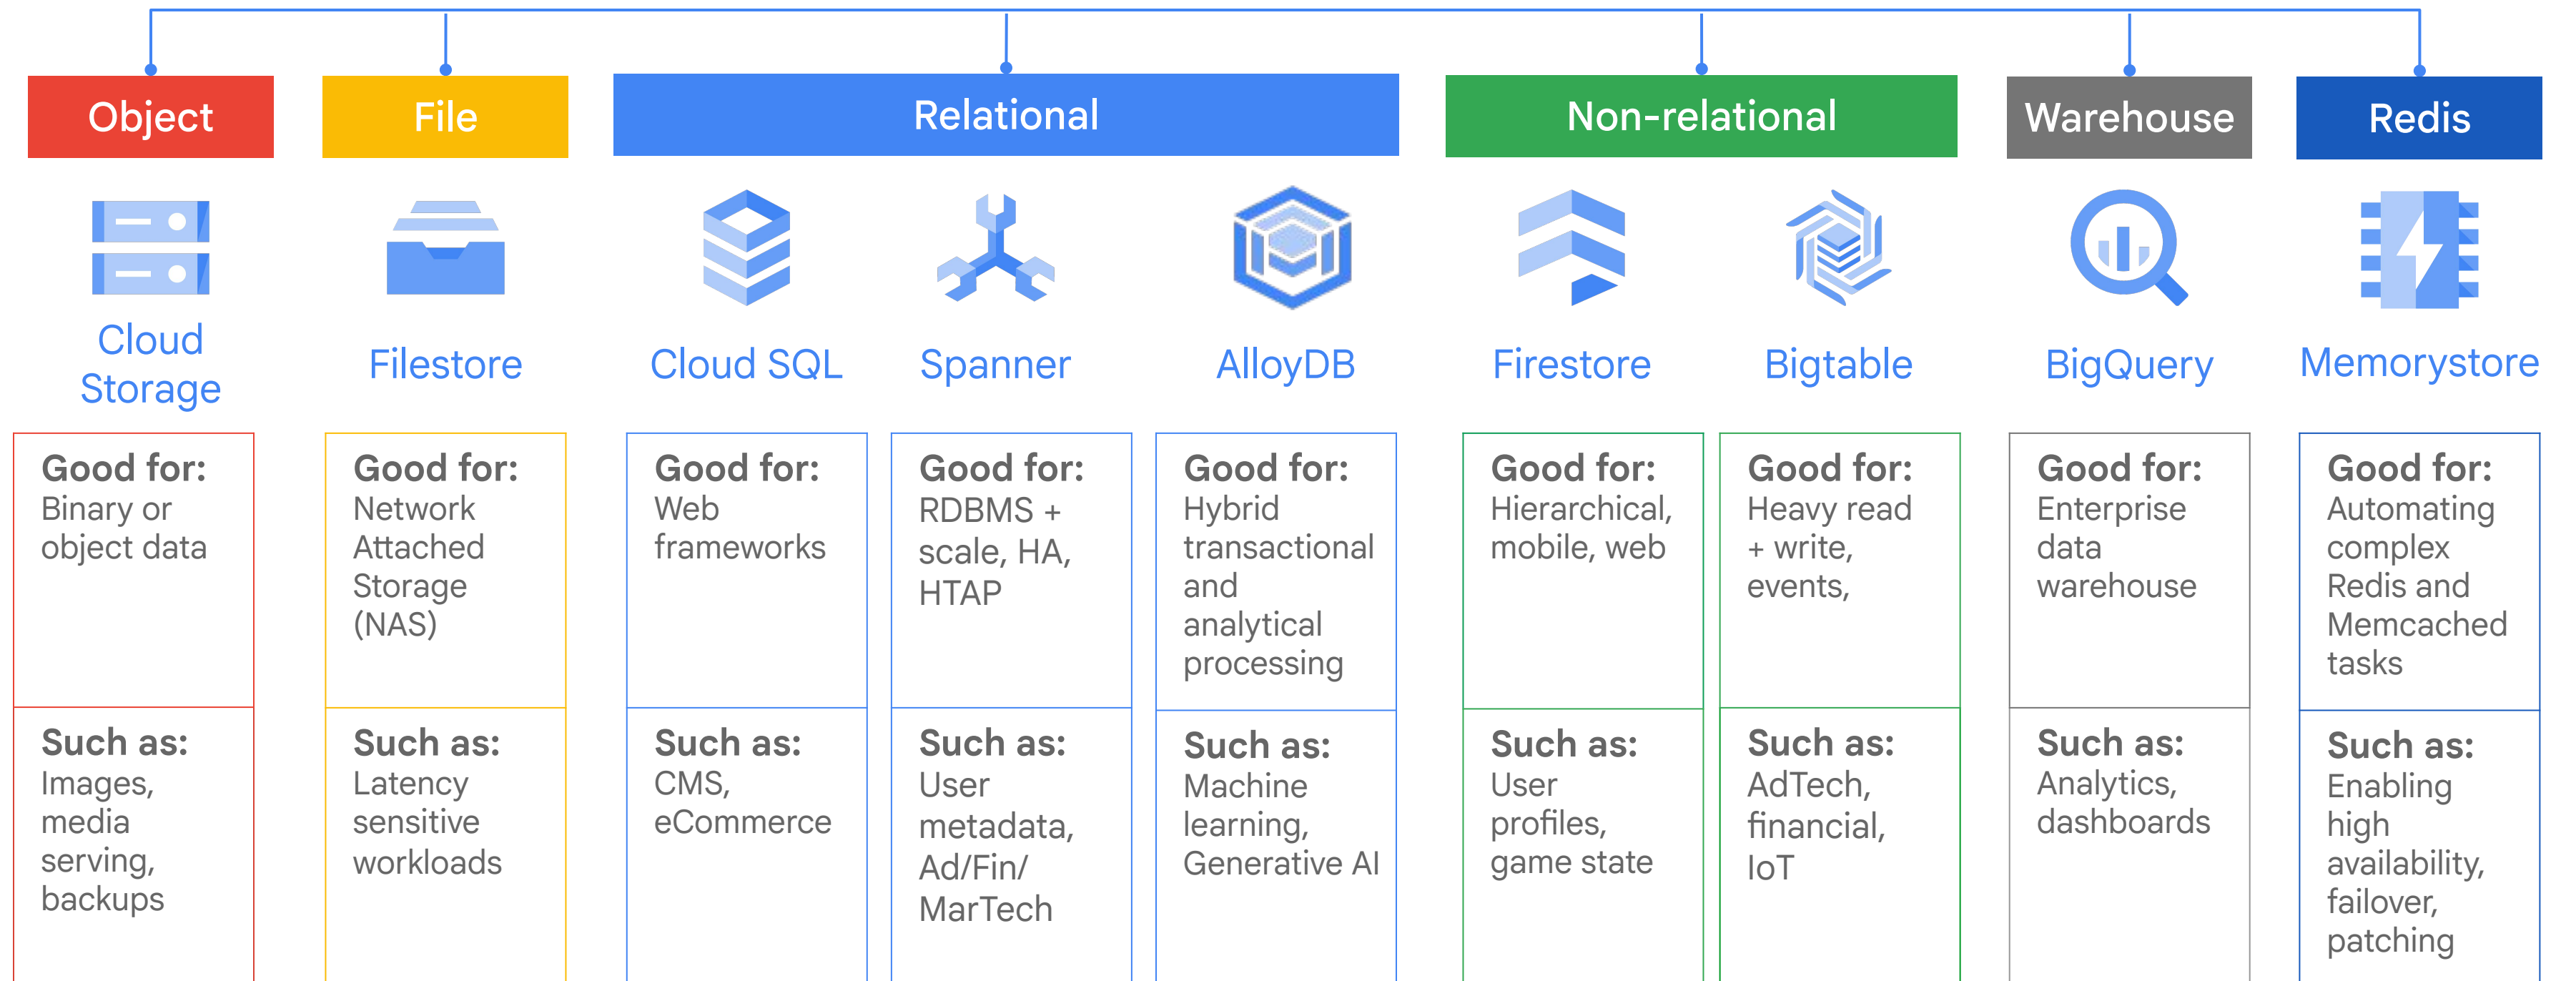 Object
File
Relational
Non-relational
Warehouse
Redis
Cloud
Storage
Filestore
Cloud SQL
Spanner
AlloyDB
Firestore
Bigtable
BigQuery
Memorystore
Good for:
Binary or
object data
Such as:
Images,
media
serving,
backups
Good for:
Network
Attached
Storage
(NAS)
Such as:
Latency
sensitive
workloads
Good for:
Web
frameworks
Such as:
CMS,
eCommerce
Good for:
RDBMS +
scale, HA,
HTAP
Such as:
User
metadata,
Ad/Fin/
MarTech
Good for:
Hybrid
transactional
and
analytical
processing
Such as:
Machine
learning,
Generative AI
Good for:
Hierarchical,
mobile, web
Such as:
User
profiles,
game state
Good for:
Heavy read
+ write,
events,
Such as:
AdTech,
financial,
IoT
Good for:
Enterprise
data
warehouse
Such as:
Analytics,
dashboards
Good for:
Automating
complex
Redis and
Memcached
tasks
Such as:
Enabling
high
availability,
failover,
patching